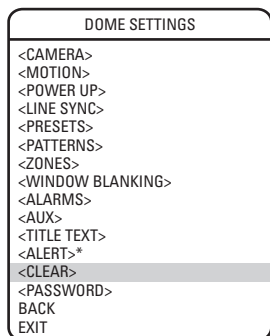 DOME SETTINGS
<CAMERA>
<MOTION>
<POWER UP>
<LINE SYNC>
<PRESETS>
<PATTERNS>
<ZONES>
<WINDOW BLANKING>
<ALARMS>
<AUX>
<TITLE TEXT>
<ALERT>*
<CLEAR>
<PASSWORD>
BACK
EXIT